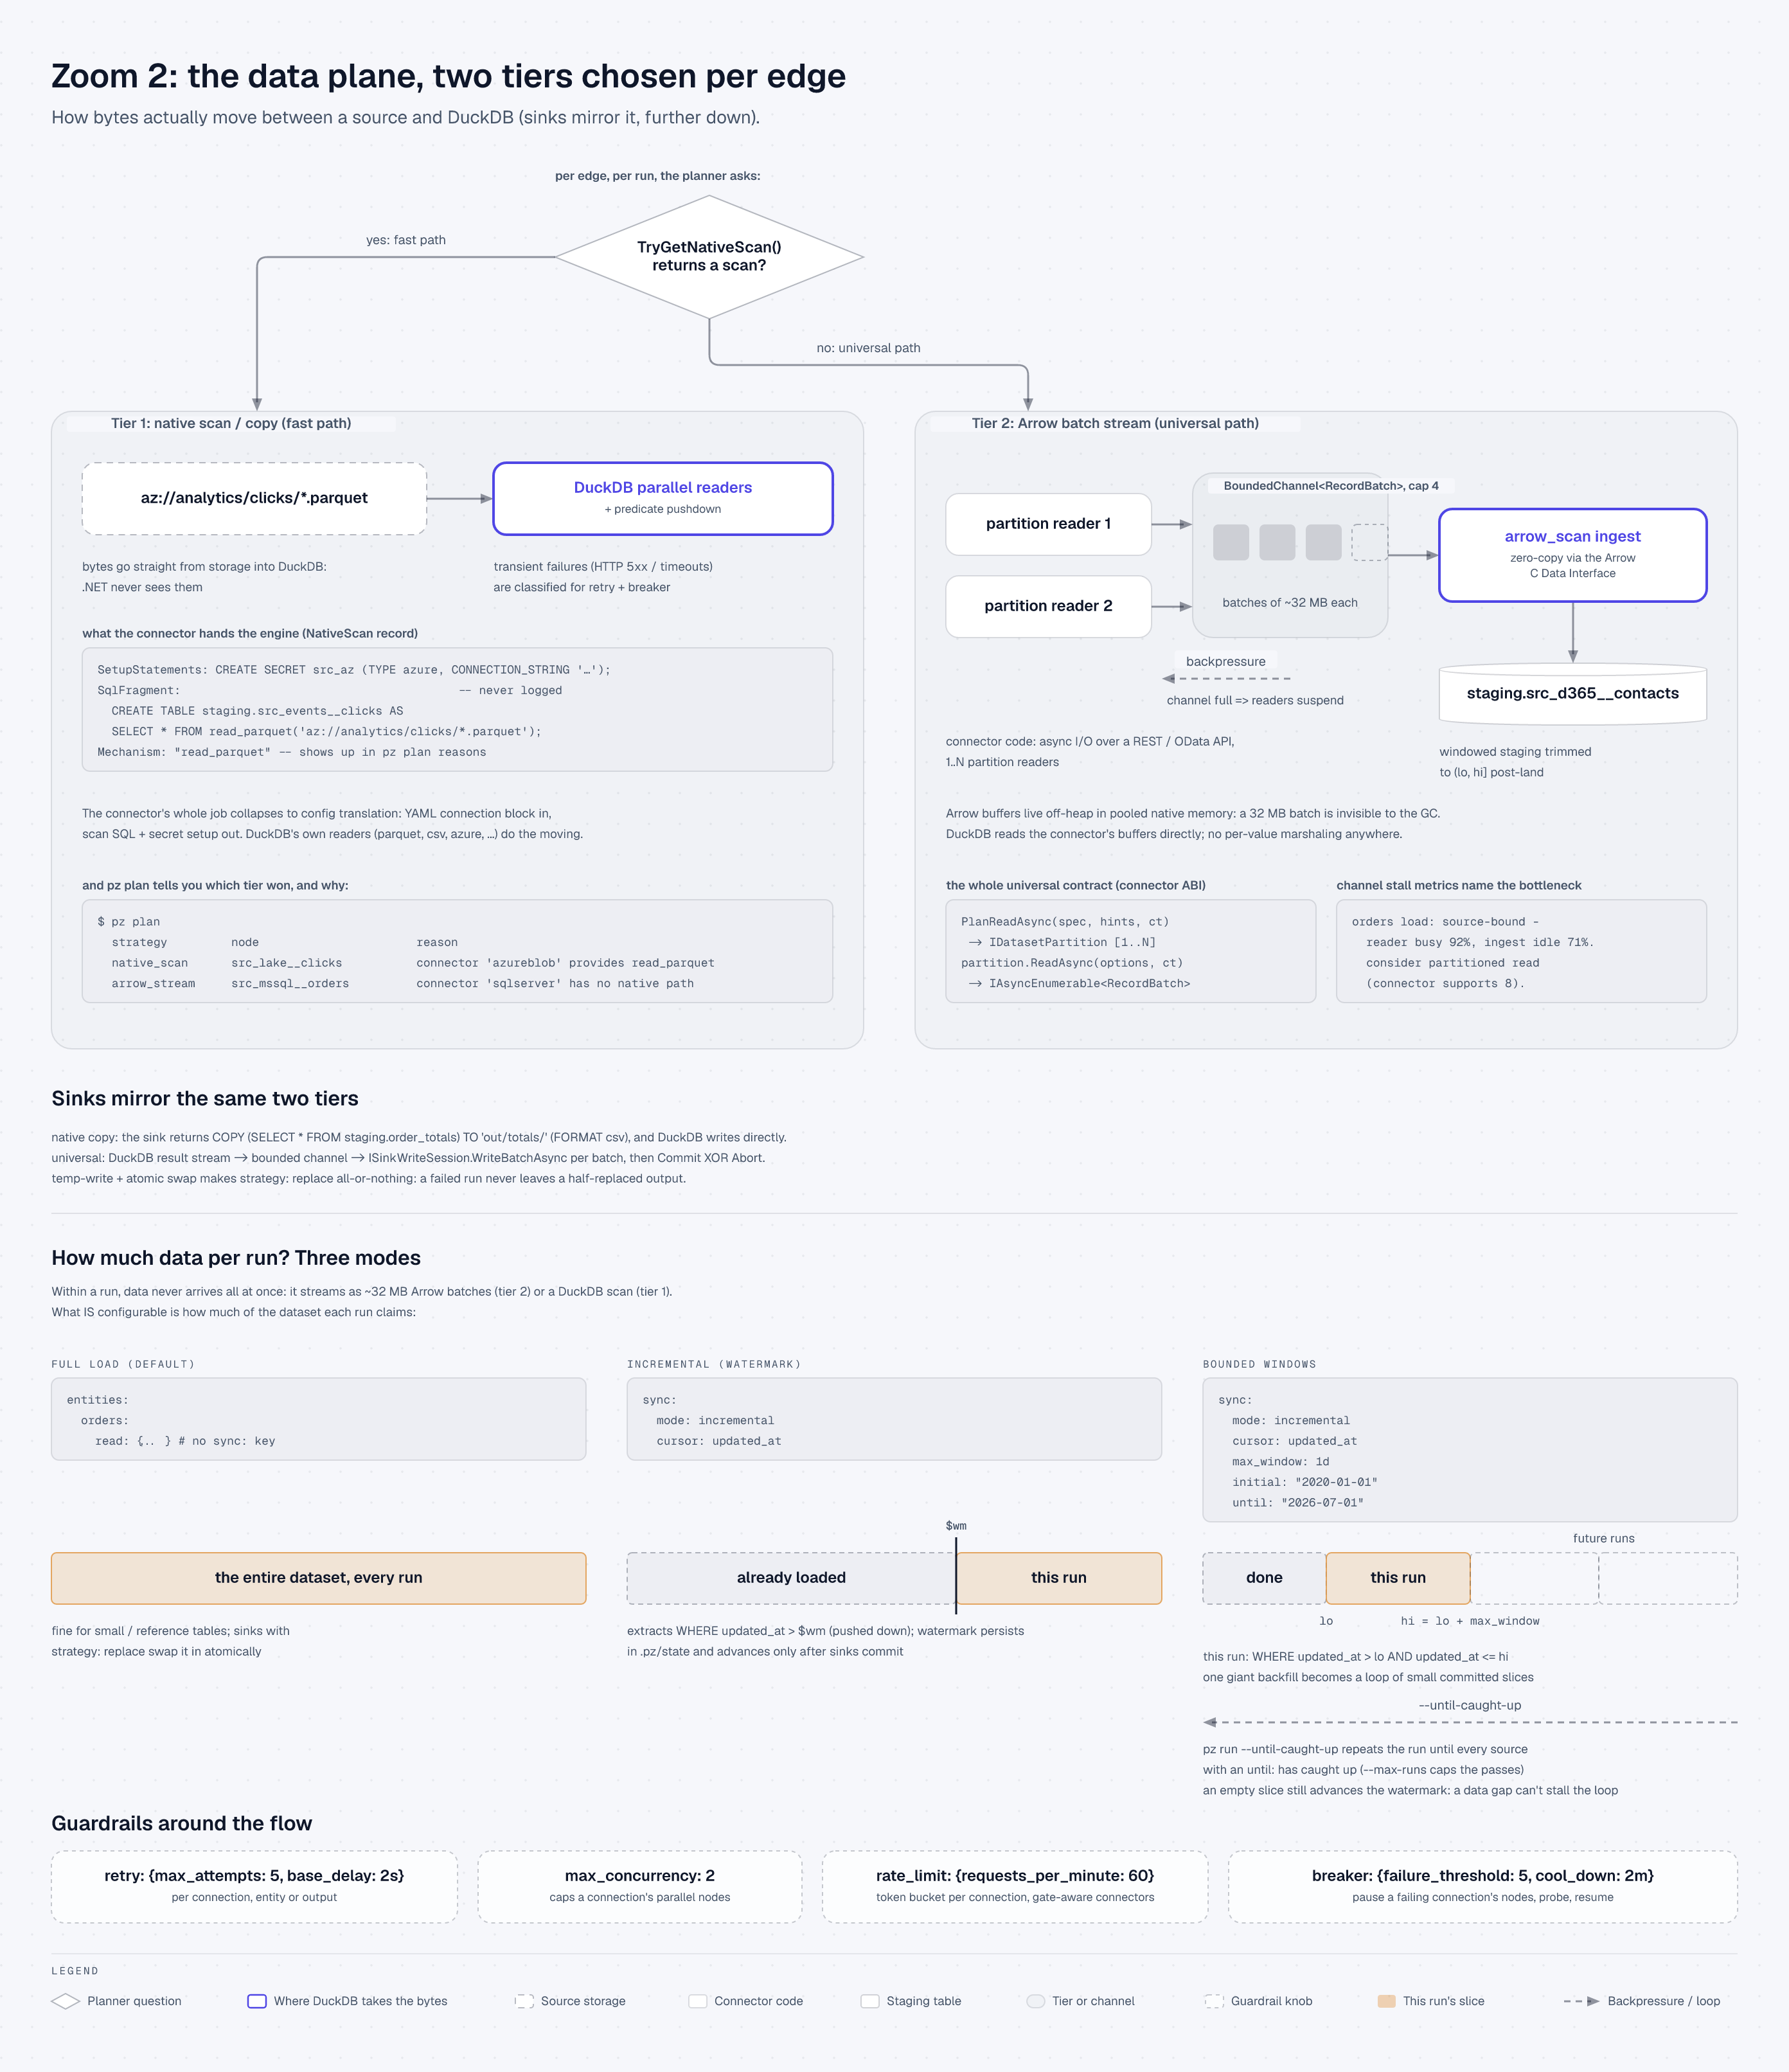 Zoom 2: the data plane, two tiers chosen per edge
How bytes actually move between a source and DuckDB (sinks mirror it, further down).
per edge, per run, the planner asks:
TryGetNativeScan()
returns a scan?
yes: fast path
no: universal path
Tier 1: native scan / copy (fast path)
az://analytics/clicks/*.parquet
DuckDB parallel readers
+ predicate pushdown
bytes go straight from storage into DuckDB:
.NET never sees them
transient failures (HTTP 5xx / timeouts)
are classified for retry + breaker
what the connector hands the engine (NativeScan record)
SetupStatements: CREATE SECRET src_az (TYPE azure, CONNECTION_STRING '…');
SqlFragment: -- never logged
CREATE TABLE staging.src_events__clicks AS
SELECT * FROM read_parquet('az://analytics/clicks/*.parquet');
Mechanism: "read_parquet" -- shows up in pz plan reasons
The connector's whole job collapses to config translation: YAML connection block in,
scan SQL + secret setup out. DuckDB's own readers (parquet, csv, azure, …) do the moving.
and pz plan tells you which tier won, and why:
$ pz plan
strategy node reason
native_scan src_lake__clicks connector 'azureblob' provides read_parquet
arrow_stream src_mssql__orders connector 'sqlserver' has no native path
Tier 2: Arrow batch stream (universal path)
partition reader 1
partition reader 2
BoundedChannel<RecordBatch>, cap 4
batches of ~32 MB each
arrow_scan ingest
zero-copy via the Arrow
C Data Interface
backpressure
channel full => readers suspend
staging.src_d365__contacts
connector code: async I/O over a REST / OData API,
1..N partition readers
windowed staging trimmed
to (lo, hi] post-land
Arrow buffers live off-heap in pooled native memory: a 32 MB batch is invisible to the GC.
DuckDB reads the connector's buffers directly; no per-value marshaling anywhere.
the whole universal contract (connector ABI)
PlanReadAsync(spec, hints, ct)
→ IDatasetPartition [1..N]
partition.ReadAsync(options, ct)
→ IAsyncEnumerable<RecordBatch>
channel stall metrics name the bottleneck
orders load: source-bound -
reader busy 92%, ingest idle 71%.
consider partitioned read
(connector supports 8).
Sinks mirror the same two tiers
native copy: the sink returns COPY (SELECT * FROM staging.order_totals) TO 'out/totals/' (FORMAT csv), and DuckDB writes directly.
universal: DuckDB result stream → bounded channel → ISinkWriteSession.WriteBatchAsync per batch, then Commit XOR Abort.
temp-write + atomic swap makes strategy: replace all-or-nothing: a failed run never leaves a half-replaced output.
How much data per run? Three modes
Within a run, data never arrives all at once: it streams as ~32 MB Arrow batches (tier 2) or a DuckDB scan (tier 1).
What IS configurable is how much of the dataset each run claims:
FULL LOAD (DEFAULT)
entities:
orders:
read: {.. } # no sync: key
the entire dataset, every run
fine for small / reference tables; sinks with
strategy: replace swap it in atomically
INCREMENTAL (WATERMARK)
sync:
mode: incremental
cursor: updated_at
$wm
already loaded
this run
extracts WHERE updated_at > $wm (pushed down); watermark persists
in .pz/state and advances only after sinks commit
BOUNDED WINDOWS
sync:
mode: incremental
cursor: updated_at
max_window: 1d
initial: "2020-01-01"
until: "2026-07-01"
future runs
done
this run
lo
hi = lo + max_window
this run: WHERE updated_at > lo AND updated_at <= hi
one giant backfill becomes a loop of small committed slices
--until-caught-up
pz run --until-caught-up repeats the run until every source
with an until: has caught up (--max-runs caps the passes)
an empty slice still advances the watermark: a data gap can't stall the loop
Guardrails around the flow
retry: {max_attempts: 5, base_delay: 2s}
per connection, entity or output
max_concurrency: 2
caps a connection's parallel nodes
rate_limit: {requests_per_minute: 60}
token bucket per connection, gate-aware connectors
breaker: {failure_threshold: 5, cool_down: 2m}
pause a failing connection's nodes, probe, resume
LEGEND
Planner question
Where DuckDB takes the bytes
Source storage
Connector code
Staging table
Tier or channel
Guardrail knob
This run's slice
Backpressure / loop